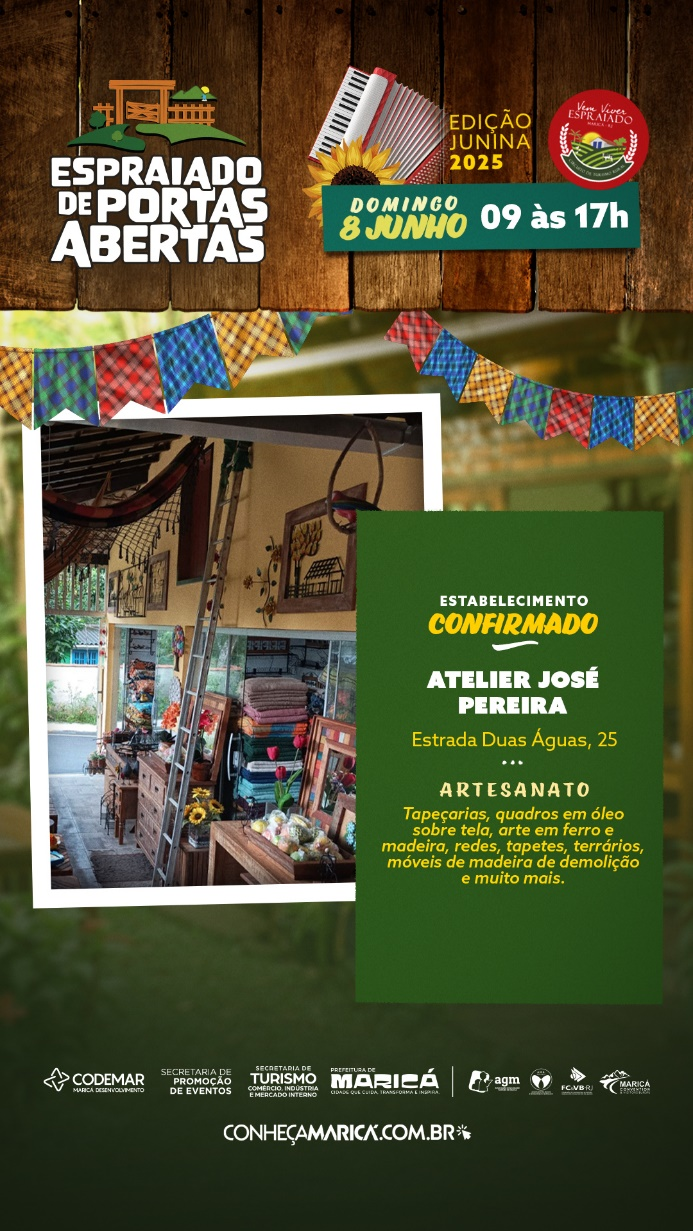 ESPRAIADO
DE PORTAS
ABERTAS
EDIÇÃO
JUNINA
2025
Vem Viver
ESPRAIADO
MARICÁ - RJ
DOMINGO
8 JUNHO
09 às 17h
ESTABELECIMENTO
CONFIRMADO
ATELIER JOSÉ
PEREIRA
Estrada Duas Águas, 25
...
ARTESANATO
Tapeçarias, quadros em óleo
sobre tela, arte em ferro e
madeira, redes, tapetes, terrários,
móveis de madeira de demolição
e muito mais.
CODEMAR
MARICÁ DESENVOLVIMENTO
SECRETARIA DE
PROMOÇÃO
DE EVENTOS
SECRETARIA DE
TURISMO
COMÉRCIO, INDÚSTRIA
E MERCADO INTERNO
PREFEITURA DE
MARICÁ
CIDADE QUE CUIDA, TRANSFORMA E INSPIRA.
agm
FC&VB-RJ
MARICÁ
CONVENTION
CONHEÇAMARICÁ.COM.BR